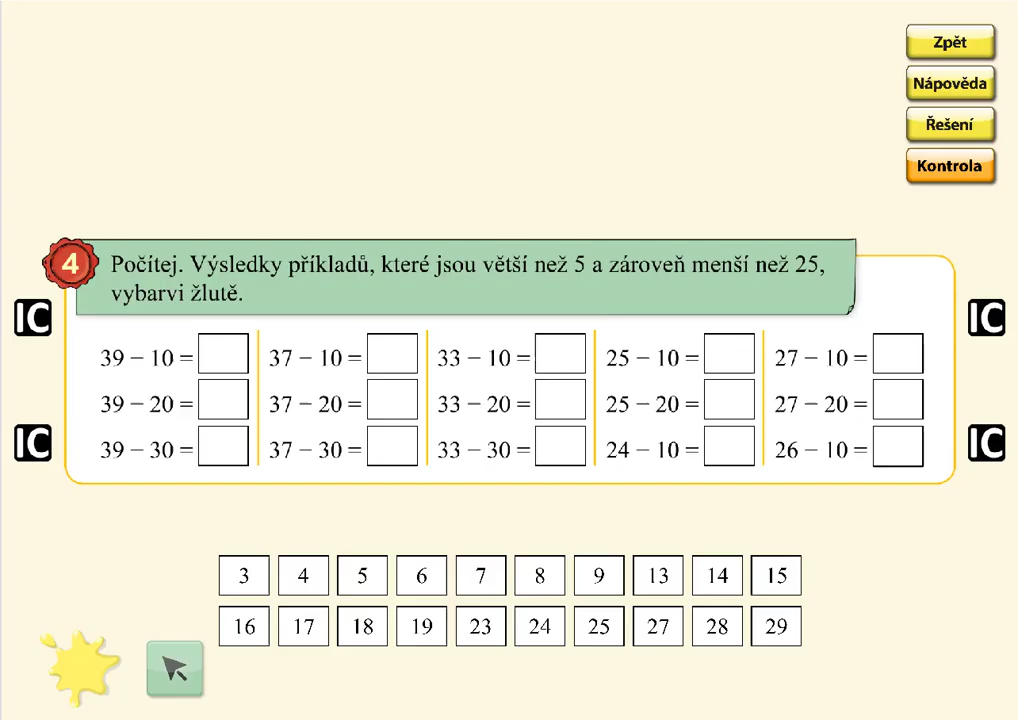 Zpět
Nápověda
Řešení
Kontrola
4 Počítej. Výsledky příkladů, které jsou větší než 5 a zároveň menší než 25,
vybarvi žlutě.
IC IC
39 − 10 = 37 − 10 = 33 − 10 = 25 − 10 = 27 − 10 =
39 − 20 = 37 − 20 = 33 − 20 = 25 − 20 = 27 − 20 =
39 − 30 = 37 − 30 = 33 − 30 = 24 − 10 = 26 − 10 =
IC IC
3 4 5 6 7 8 9 13 14 15
16 17 18 19 23 24 25 27 28 29